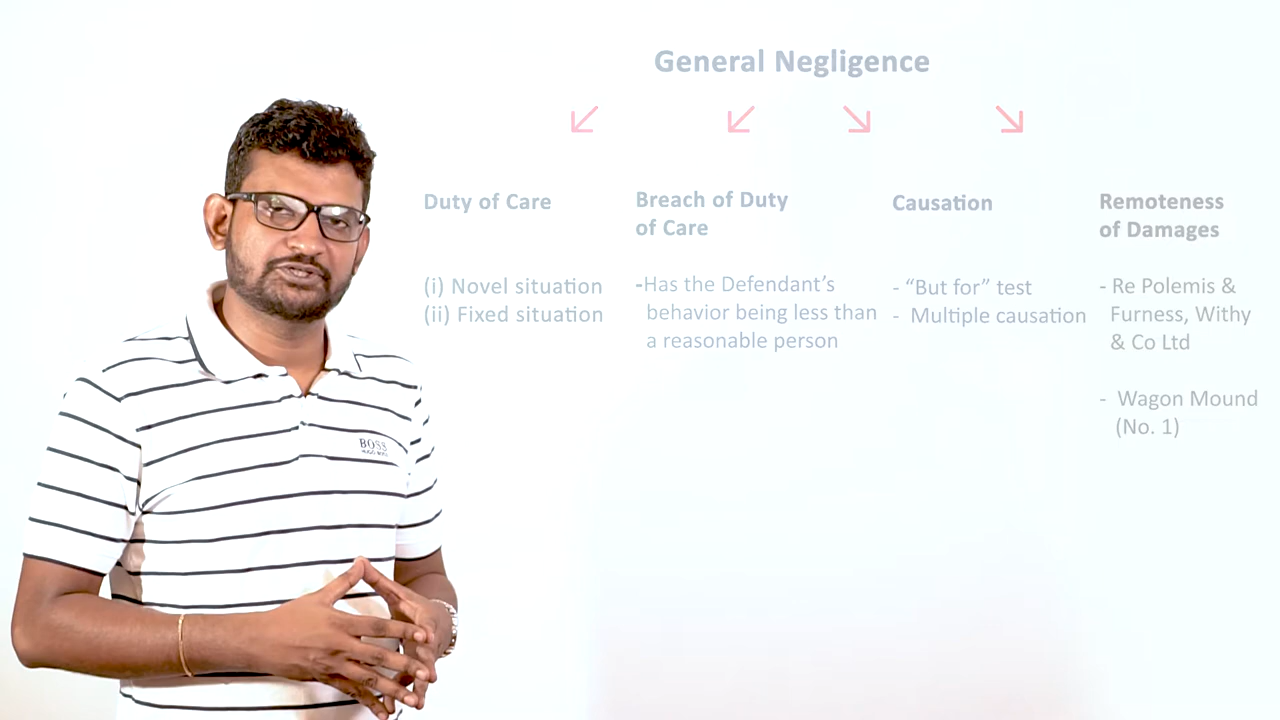 General Negligence
Duty of Care
(i) Novel situation
(ii) Fixed situation
Breach of Duty
of Care
-Has the Defendant’s
behavior being less than
a reasonable person
Causation
- “But for” test
- Multiple causation
Remoteness
of Damages
- Re Polemis &
Furness, Withy
& Co Ltd
- Wagon Mound
(No. 1)
BOSS
HUGO BOSS